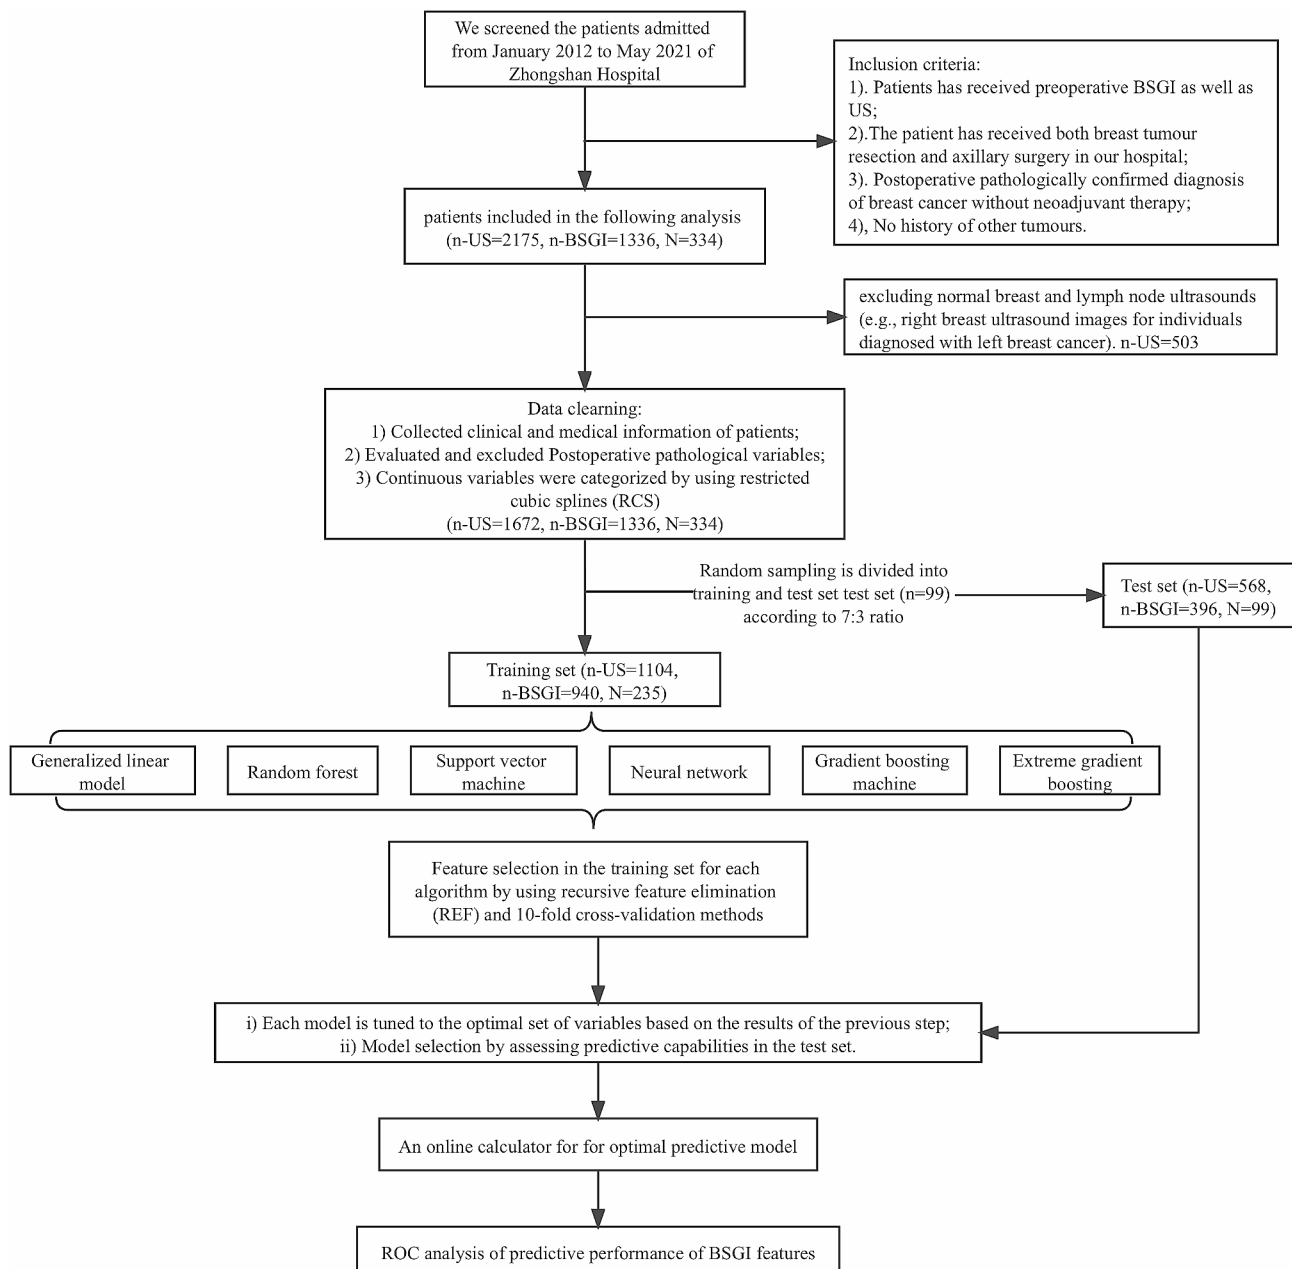 We screened the patients admitted
from January 2012 to May 2021 of
Zhongshan Hospital
Inclusion criteria:
1). Patients has received preoperative BSGI as well as
US;
2).The patient has received both breast tumour
resection and axillary surgery in our hospital;
3). Postoperative pathologically confirmed diagnosis
of breast cancer without neoadjuvant therapy;
4), No history of other tumours.
patients included in the following analysis
(n-US=2175, n-BSGI=1336, N=334)
excluding normal breast and lymph node ultrasounds
(e.g., right breast ultrasound images for individuals
diagnosed with left breast cancer). n-US=503
Data clearning:
1) Collected clinical and medical information of patients;
2) Evaluated and excluded Postoperative pathological variables;
3) Continuous variables were categorized by using restricted
cubic splines (RCS)
(n-US=1672, n-BSGI=1336, N=334)
Random sampling is divided into
training and test set test set (n=99)
according to 7:3 ratio
Test set (n-US=568,
n-BSGI=396, N=99)
Training set (n-US=1104,
n-BSGI=940, N=235)
Generalized linear
model
Random forest
Support vector
machine
Neural network
Gradient boosting
machine
Extreme gradient
boosting
Feature selection in the training set for each
algorithm by using recursive feature elimination
(REF) and 10-fold cross-validation methods
i) Each model is tuned to the optimal set of variables based on the results of the previous step;
ii) Model selection by assessing predictive capabilities in the test set.
An online calculator for for optimal predictive model
ROC analysis of predictive performance of BSGI features